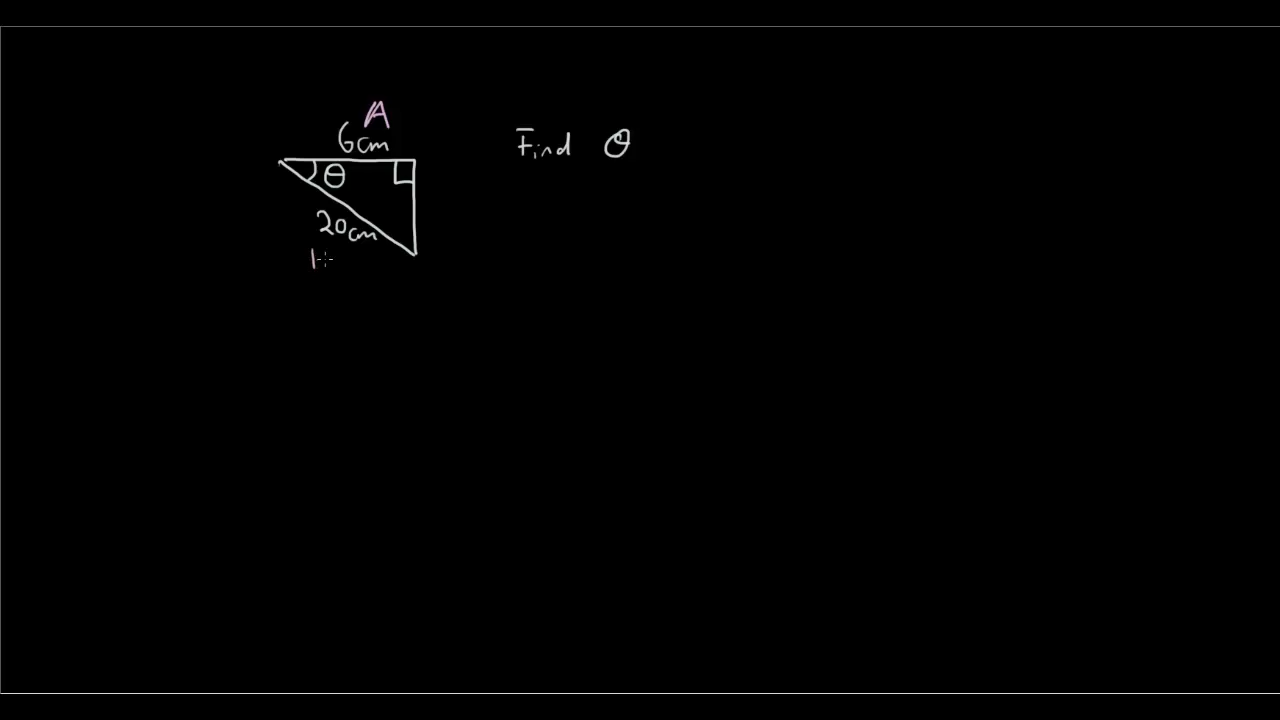 A
6cm
Find θ
θ
20cm